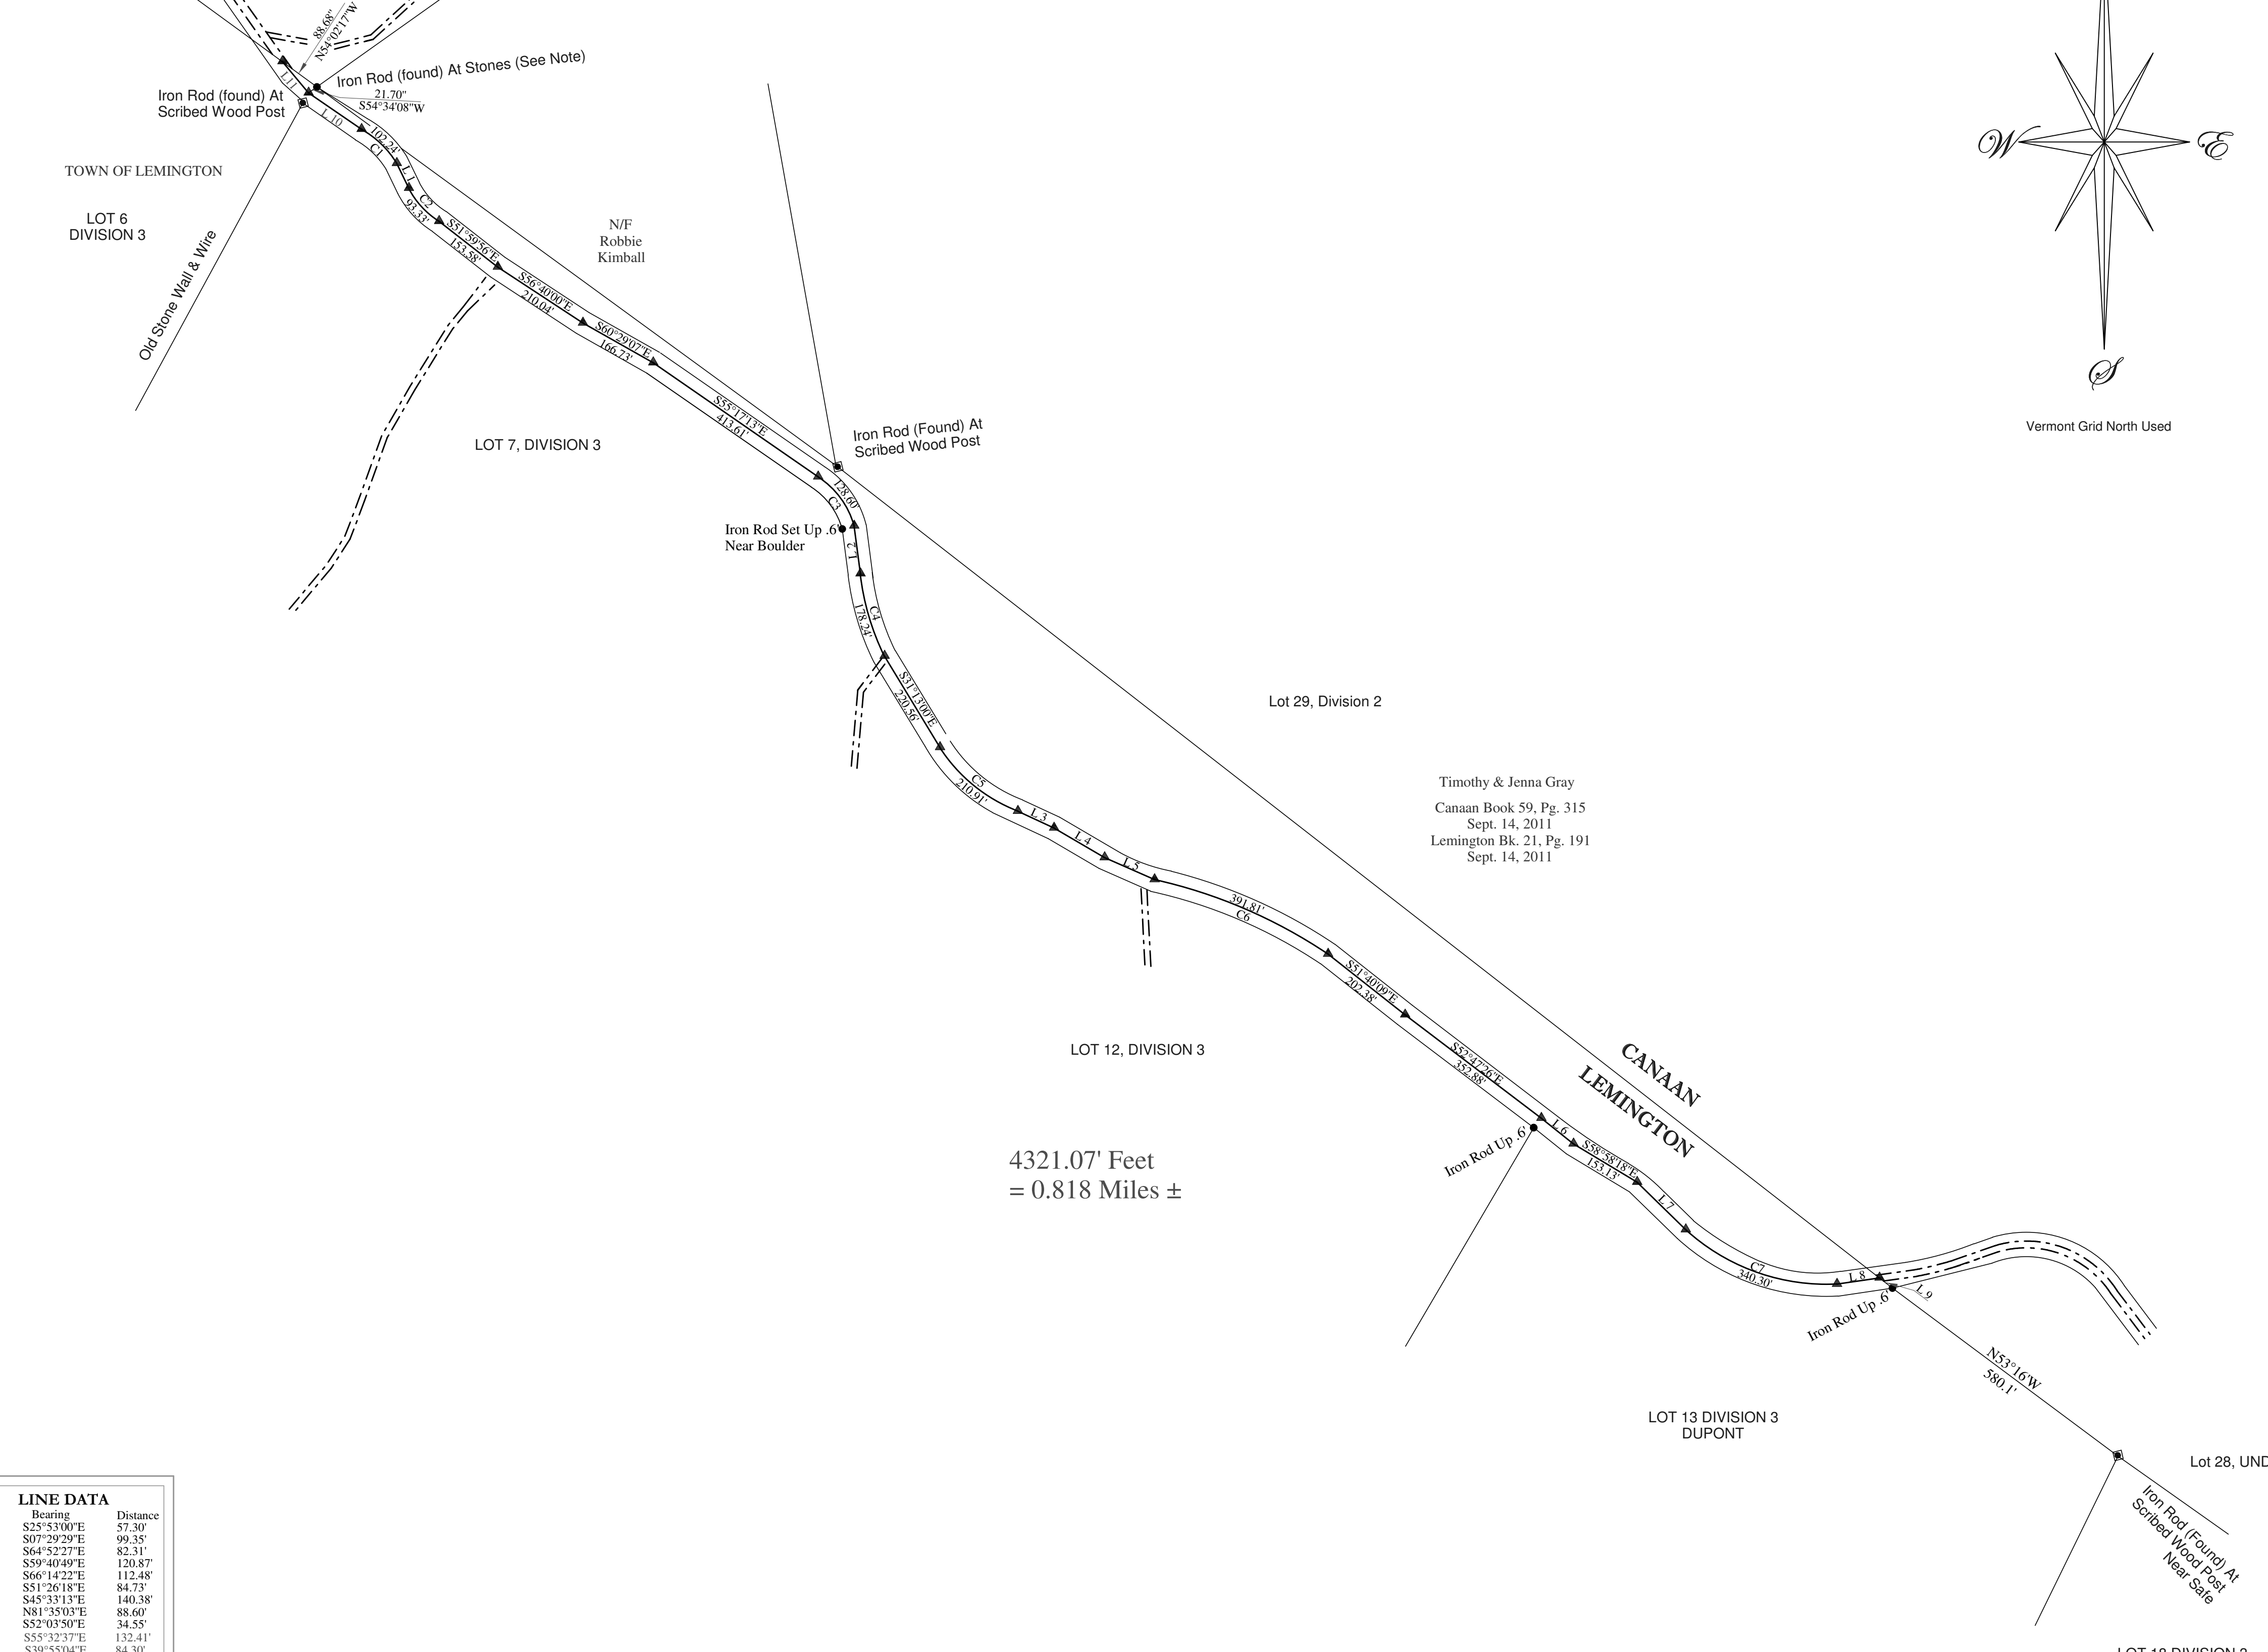 88.68"
N54°02'17"W
Iron Rod (found) At Stones (See Note)
21.70"
S54°34'08"W
Iron Rod (found) At
Scribed Wood Post
L11
L 10
102.24'
C1
L 1
C2
93.33'
TOWN OF LEMINGTON
LOT 6
DIVISION 3
Old Stone Wall & Wire
N/F
Robbie
Kimball
S51°59'56"E
153.58'
S56°40'00"E
210.04'
S60°29'07"E
166.73'
S55°17'13"E
413.61'
W
E
S
Vermont Grid North Used
LOT 7, DIVISION 3
Iron Rod (Found) At
Scribed Wood Post
128.60'
C3
Iron Rod Set Up .6'
Near Boulder
L 2
C4
178.24'
S31°13'00"E
220.56'
Lot 29, Division 2
C5
210.91'
L 3
L 4
L 5
Timothy & Jenna Gray
Canaan Book 59, Pg. 315
Sept. 14, 2011
Lemington Bk. 21, Pg. 191
Sept. 14, 2011
391.81'
C6
S51°40'09"E
202.38'
LOT 12, DIVISION 3
S52°47'26"E
352.88'
CANAAN
LEMINGTON
4321.07' Feet
= 0.818 Miles ±
Iron Rod Up .6'
L 6
S58°58'18"E
153.13'
L 7
C7
340.30'
L 8
L 9
Iron Rod Up .6'
N53°16'W
580.1'
LOT 13 DIVISION 3
DUPONT
Lot 28, UND
Iron Rod (Found) At
Scribed Wood Post
Near Safe
LINE DATA
Bearing Distance
S25°53'00"E 57.30'
S07°29'29"E 99.35'
S64°52'27"E 82.31'
S59°40'49"E 120.87'
S66°14'22"E 112.48'
S51°26'18"E 84.73'
S45°33'13"E 140.38'
N81°35'03"E 88.60'
S52°03'50"E 34.55'
S55°32'37"E 132.41'
S39°55'04"E 84.30'
LOT 18 DIVISION 3